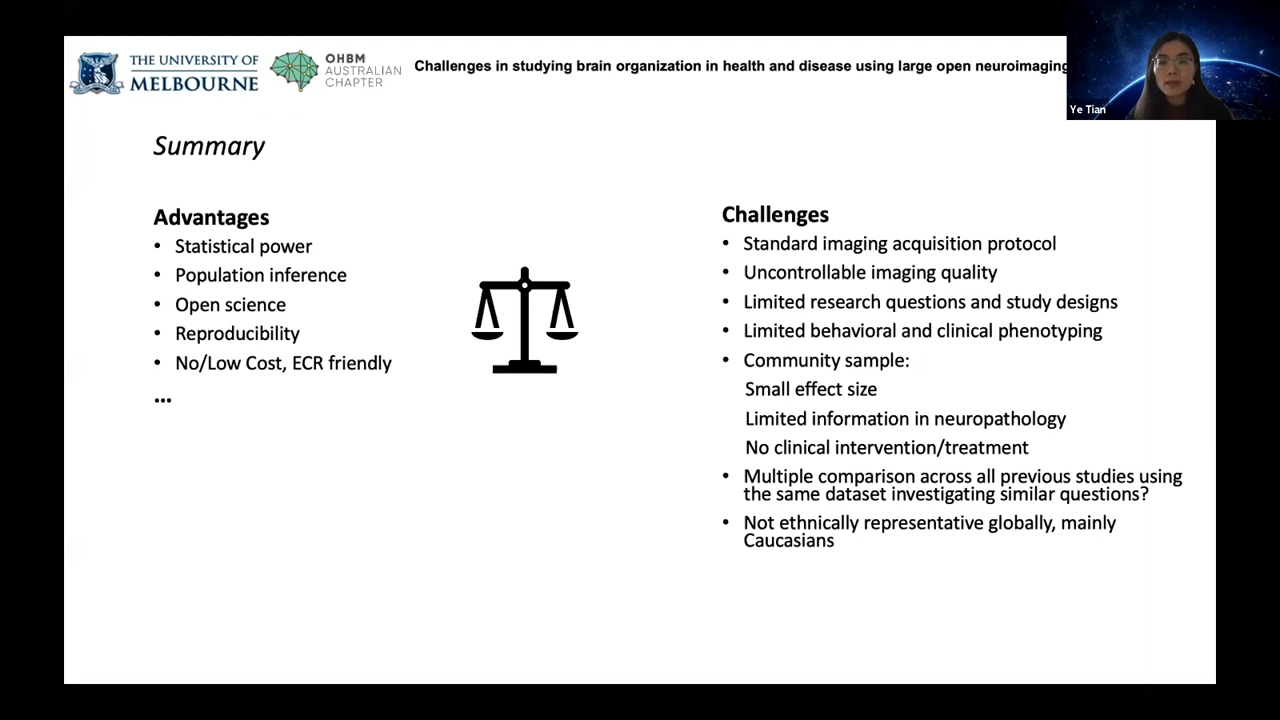 THE UNIVERSITY OF
MELBOURNE
OHBM
AUSTRALIAN
CHAPTER
Challenges in studying brain organization in health and disease using large open neuroimaging
Ye Tian
Summary
Advantages
• Statistical power
• Population inference
• Open science
• Reproducibility
• No/Low Cost, ECR friendly
...
Challenges
• Standard imaging acquisition protocol
• Uncontrollable imaging quality
• Limited research questions and study designs
• Limited behavioral and clinical phenotyping
• Community sample:
Small effect size
Limited information in neuropathology
No clinical intervention/treatment
• Multiple comparison across all previous studies using
the same dataset investigating similar questions?
• Not ethnically representative globally, mainly
Caucasians